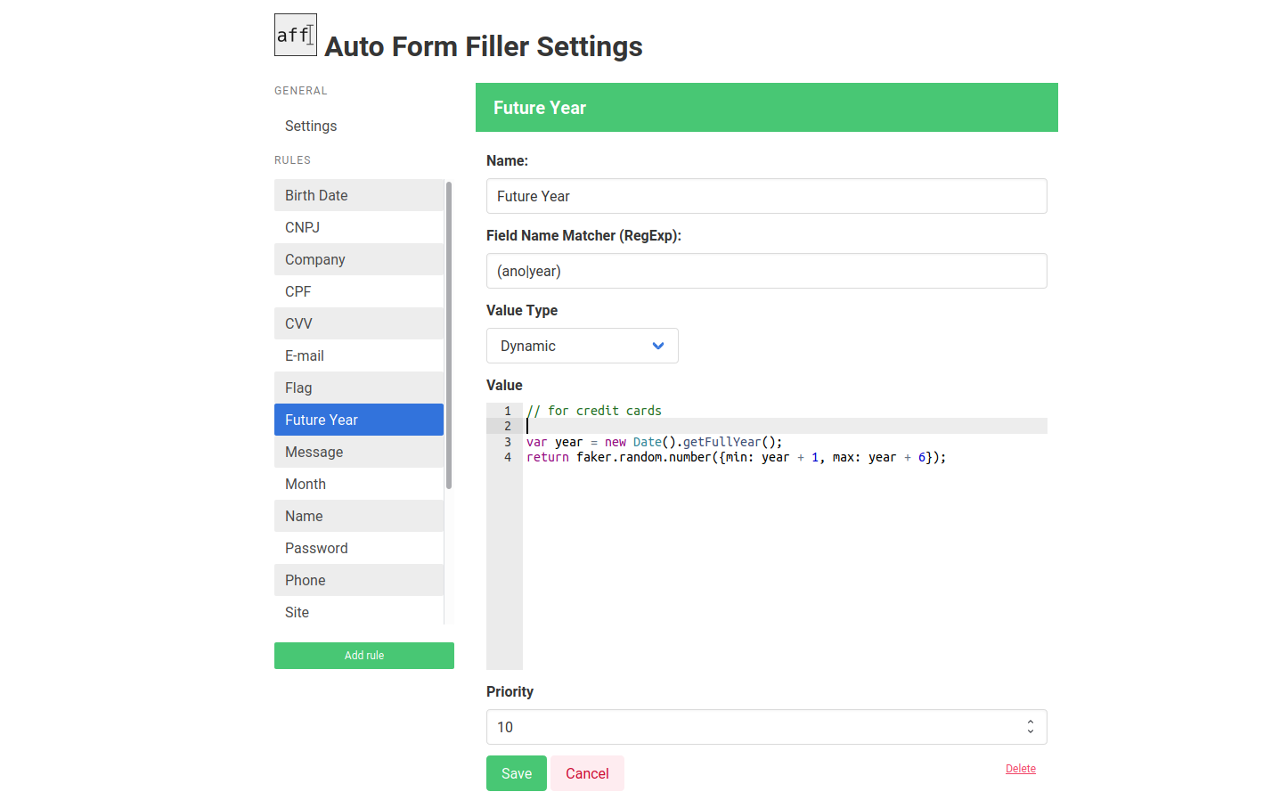 aff
Auto Form Filler Settings
GENERAL
Settings
RULES
Birth Date
CNPJ
Company
CPF
CVV
E-mail
Flag
Future Year
Message
Month
Name
Password
Phone
Site
Add rule
Future Year
Name:
Future Year
Field Name Matcher (RegExp):
(ano|year)
Value Type
Dynamic
Value
1 // for credit cards
2
3 var year = new Date().getFullYear();
4 return faker.random.number({min: year + 1, max: year + 6});
Priority
10
Save Cancel Delete